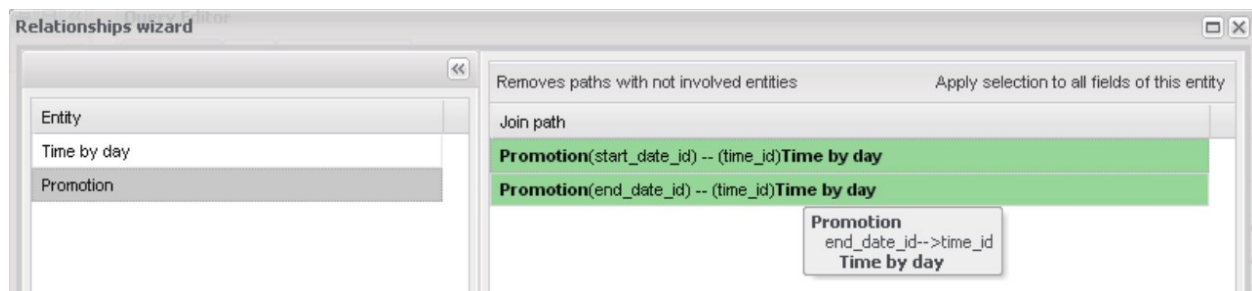 Query Editor
Relationships wizard
Removes paths with not involved entities
Apply selection to all fields of this entity
Entity
Join path
Time by day
Promotion(start_date_id) -- (time_id)Time by day
Promotion
Promotion(end_date_id) -- (time_id)Time by day
Promotion
end_date_id-->time_id
Time by day